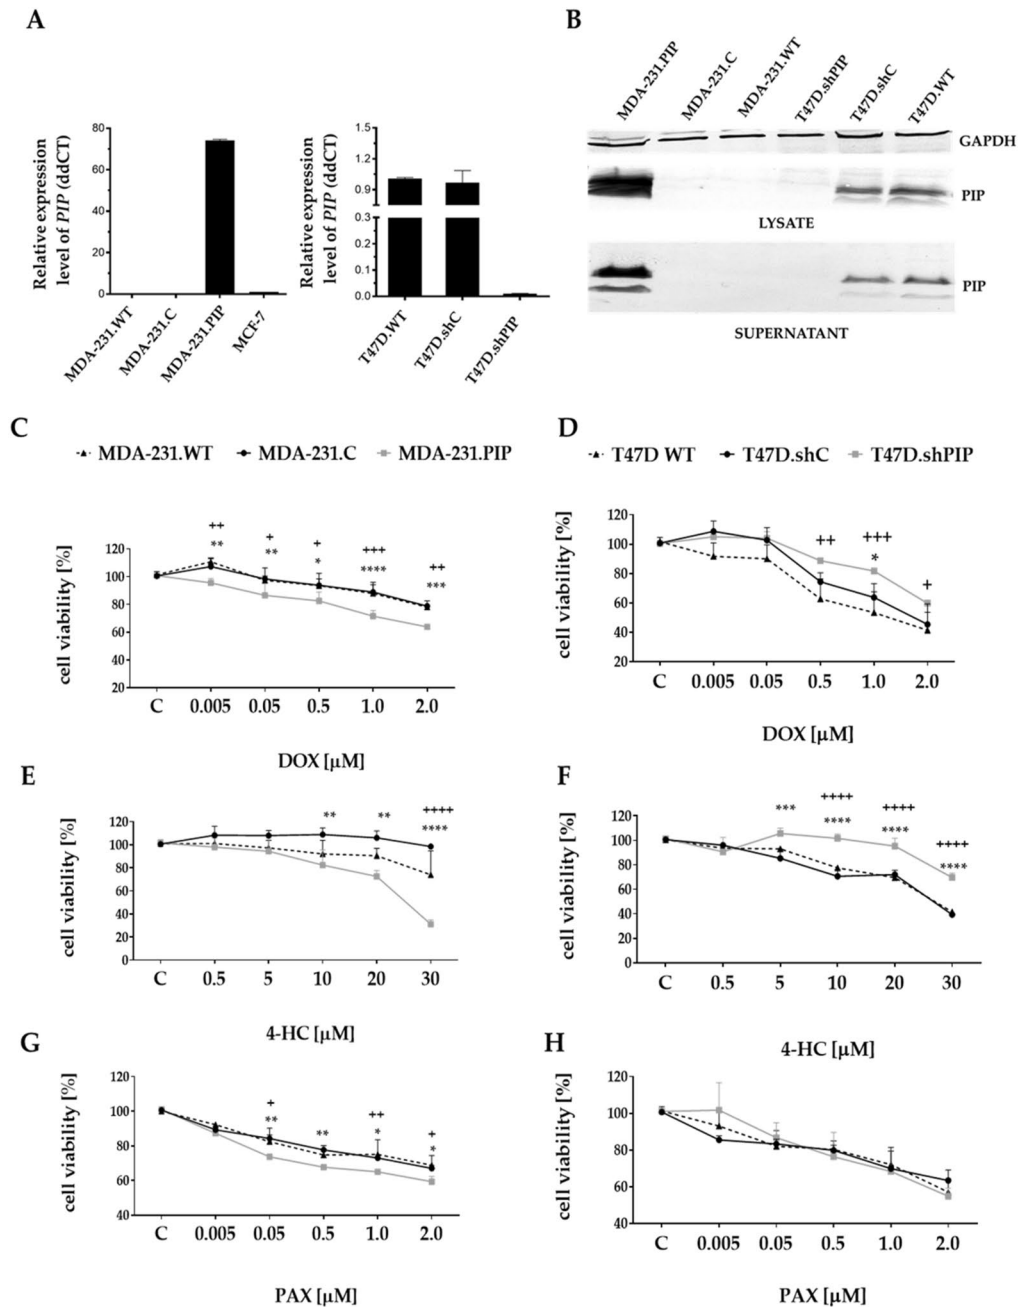 A
B
Relative expression
level of PIP (ddCT)
80
60
40
20
0
MDA-231.WT
MDA-231.C
MDA-231.PIP
MCF-7
Relative expression
level of PIP (ddCT)
1.5
1.2
0.9
0.3
0.2
0.1
0.0
T47D.WT
T47D.shC
T47D.shPIP
MDA-231.PIP
MDA-231.C
MDA-231.WT
T47D.shPIP
T47D.shC
T47D.WT
GAPDH
PIP
LYSATE
PIP
SUPERNATANT
C
MDA-231.WT MDA-231.C MDA-231.PIP
cell viability [%]
120
100
80
60
40
20
++ + + +++ ++
** ** * **** ***
C 0.005 0.05 0.5 1.0 2.0
DOX [µM]
D
T47D WT T47D.shC T47D.shPIP
cell viability [%]
120
100
80
60
40
20
++ +++ +
*
C 0.005 0.05 0.5 1.0 2.0
DOX [µM]
E
cell viability [%]
120
100
80
60
40
20
0
++++
** ** ****
C 0.5 5 10 20 30
4-HC [µM]
F
cell viability [%]
120
100
80
60
40
20
0
++++ ++++ ++++
*** **** **** ****
C 0.5 5 10 20 30
4-HC [µM]
G
cell viability [%]
120
100
80
60
40
+ ++ +
** ** * *
C 0.005 0.05 0.5 1.0 2.0
PAX [µM]
H
cell viability [%]
120
100
80
60
40
C 0.005 0.05 0.5 1.0 2.0
PAX [µM]